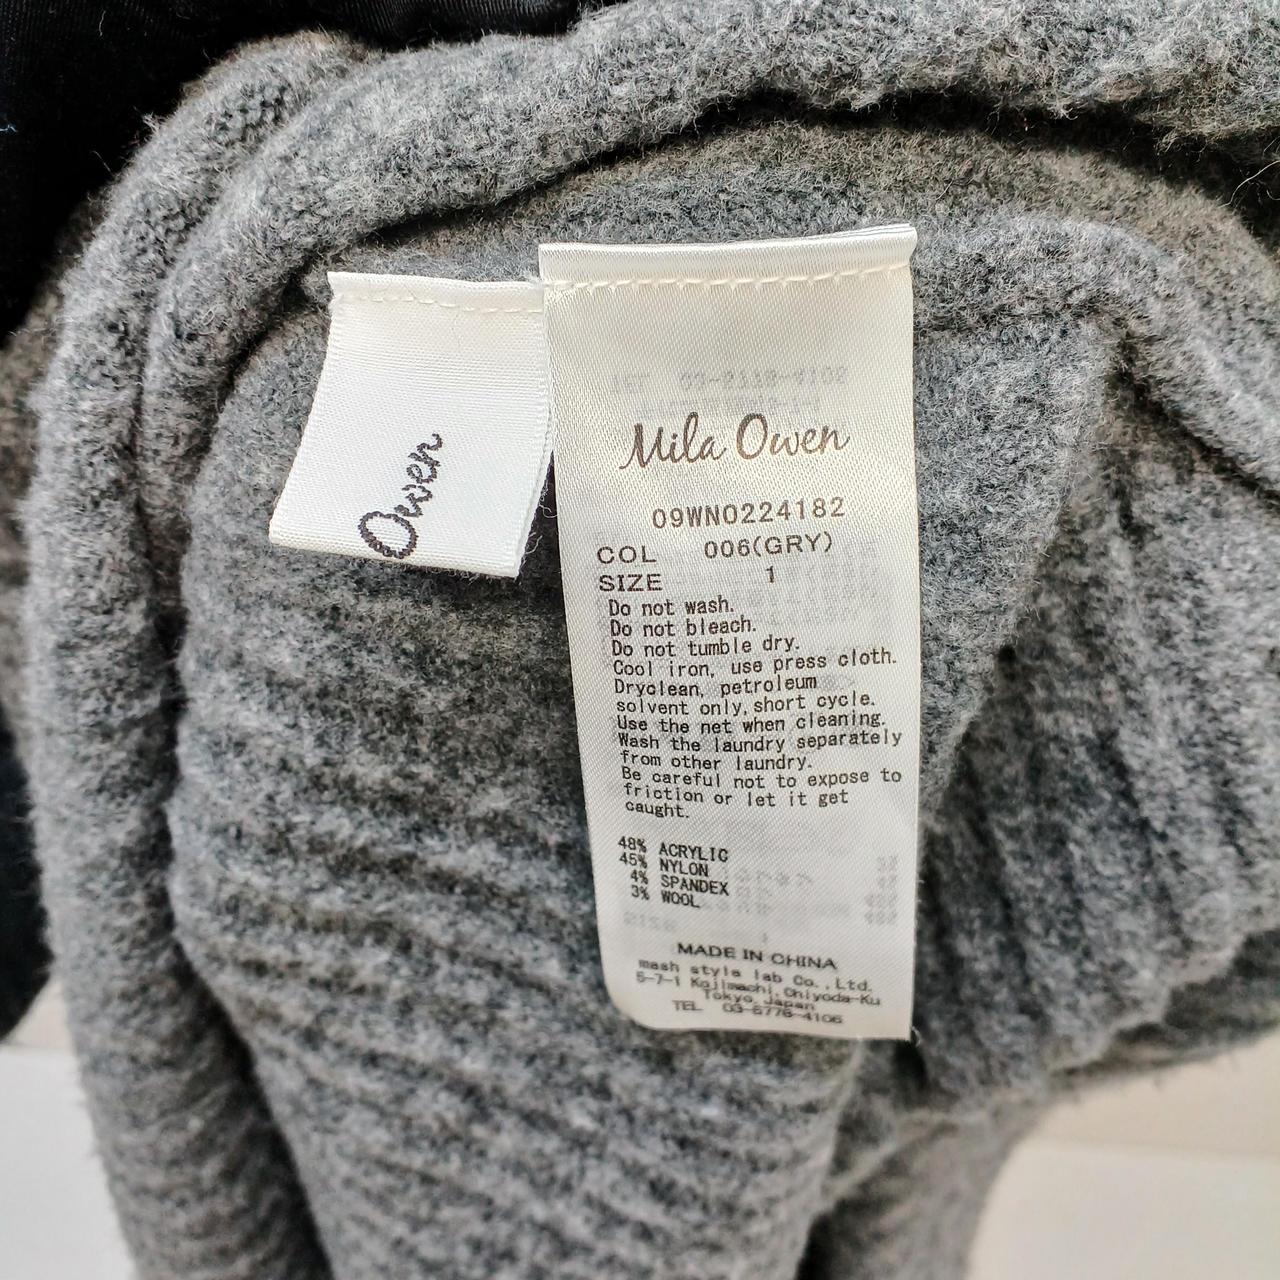 Owen
Mila Owen
09WNO224182
COL 006(GRY)
SIZE 1
Do not wash.
Do not bleach.
Do not tumble dry.
Cool iron, use press cloth.
Dryclean, petroleum
solvent only, short cycle.
Use the net when cleaning.
Wash the laundry separately
from other laundry.
Be careful not to expose to
friction or let it get
caught.
48% ACRYLIC
45% NYLON
4% SPANDEX
3% WOOL
MADE IN CHINA
mash style lab Co., Ltd.
5-7-1 Kojimachi, Chiyoda-Ku
Tokyo, Japan
TEL 03-5778-4106